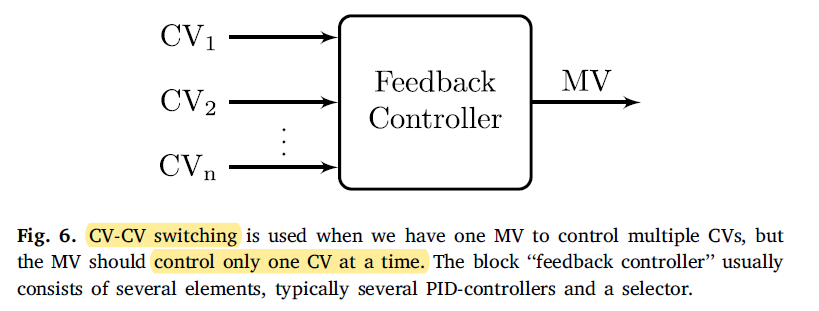 CV1
CV2
⋮
CVn
Feedback
Controller
MV
Fig. 6. CV-CV switching is used when we have one MV to control multiple CVs, but
the MV should control only one CV at a time. The block “feedback controller” usually
consists of several elements, typically several PID-controllers and a selector.